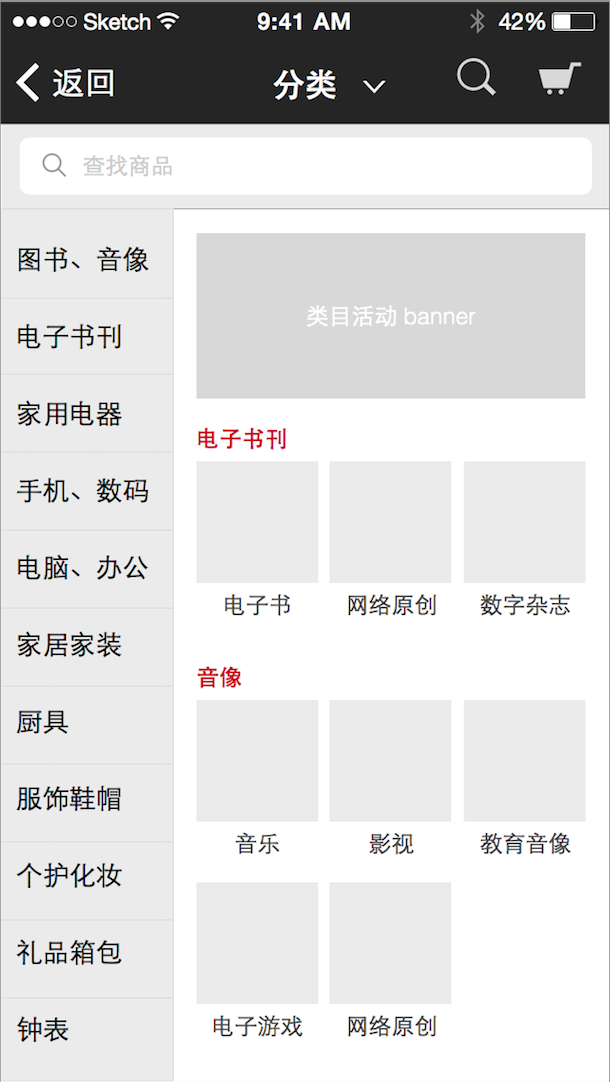 Sketch 9:41 AM 42%
返回 分类
查找商品
图书、音像
电子书刊
家用电器
手机、数码
电脑、办公
家居家装
厨具
服饰鞋帽
个护化妆
礼品箱包
钟表
类目活动 banner
电子书刊
电子书 网络原创 数字杂志
音像
音乐 影视 教育音像
电子游戏 网络原创